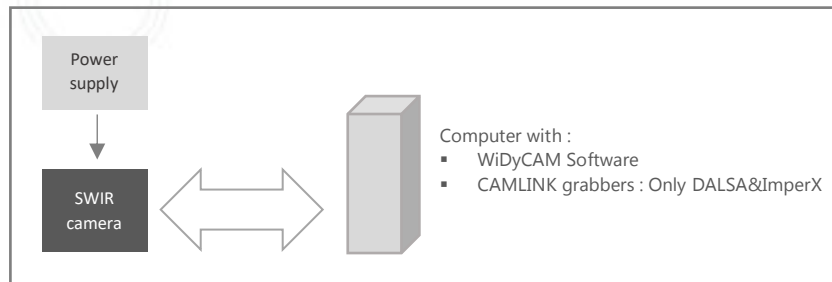 Power
supply
SWIR
camera
Computer with :
▪ WiDyCAM Software
▪ CAMLINK grabbers : Only DALSA&ImperX